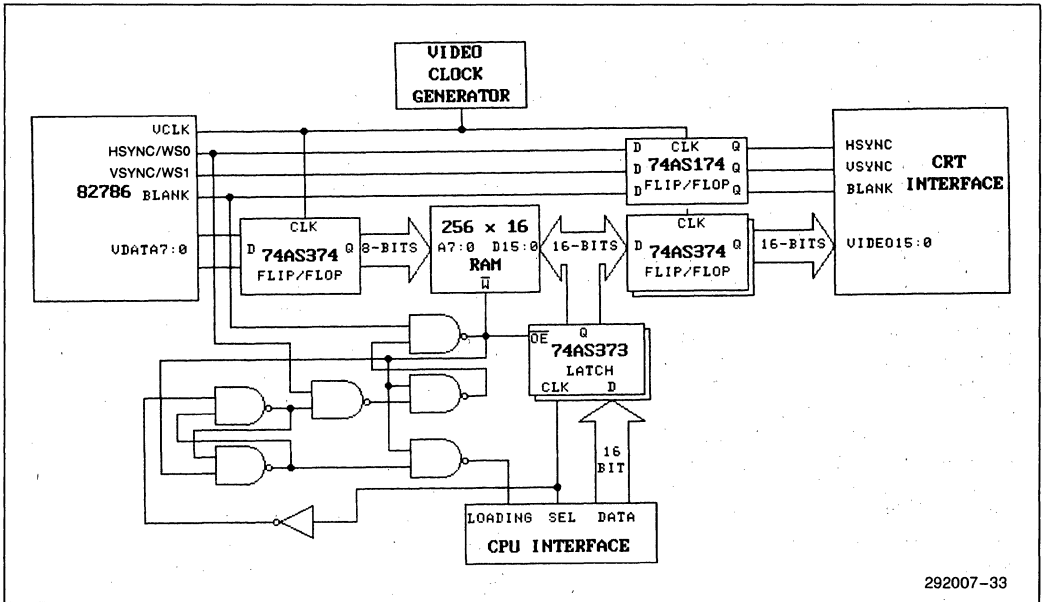 VIDEO
CLOCK
GENERATOR
VCLK
HSYNC/WS0
VSYNC/WS1
82786 BLANK
VDATA7:0
CLK
D 74AS374 Q
FLIP/FLOP
8-BITS
256 x 16
A7:0 D15:0
RAM
W
16-BITS
D CLK Q
D 74AS174 Q
D FLIP/FLOP Q
CLK
D 74AS374 Q
FLIP/FLOP
16-BITS
HSYNC
VSYNC
BLANK
CRT
INTERFACE
VIDEO15:0
OE Q
74AS373
LATCH
CLK D
16
BIT
LOADING SEL DATA
CPU INTERFACE
292007-33